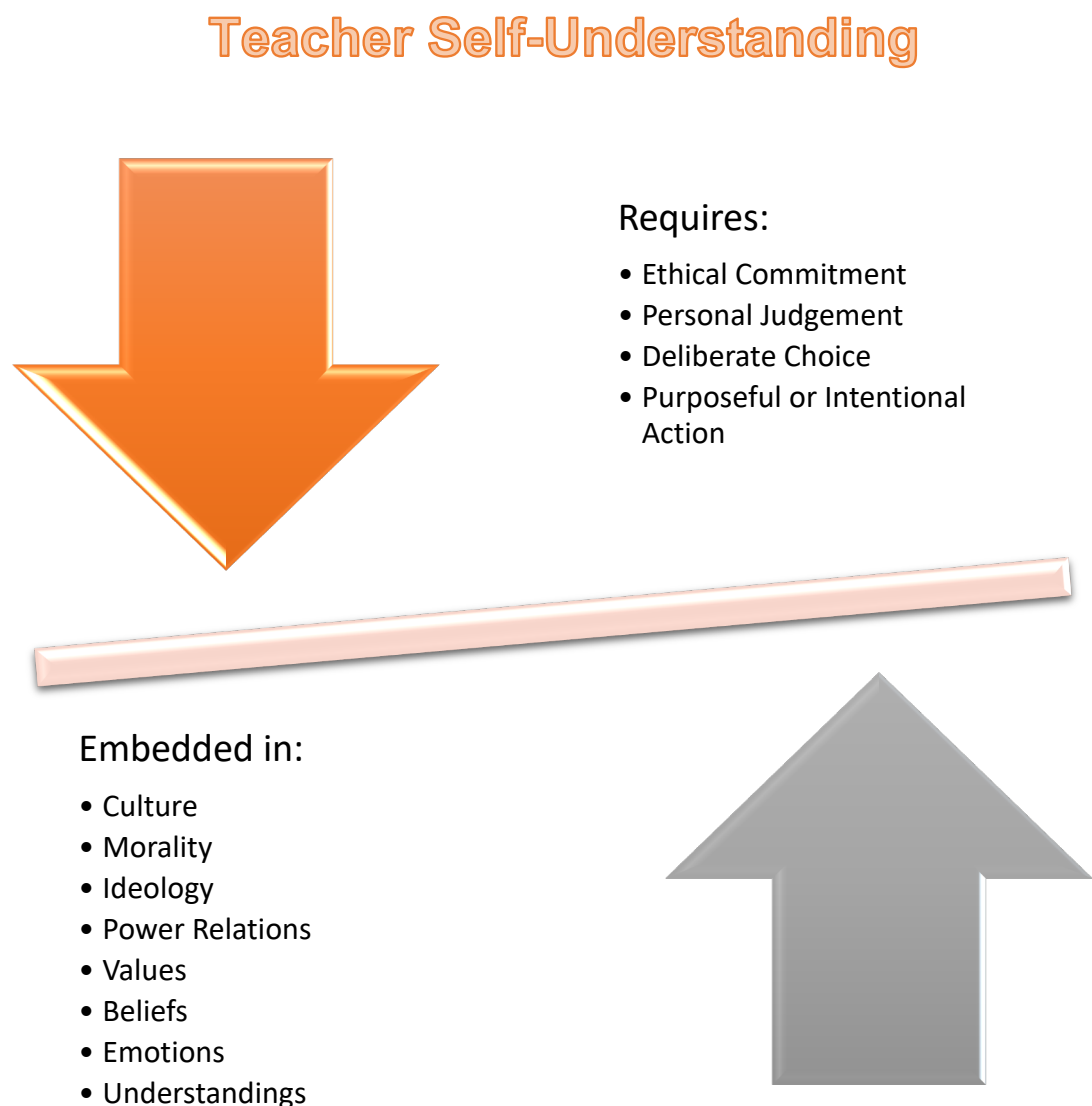 Teacher Self-Understanding
Requires:
• Ethical Commitment
• Personal Judgement
• Deliberate Choice
• Purposeful or Intentional
Action
Embedded in:
• Culture
• Morality
• Ideology
• Power Relations
• Values
• Beliefs
• Emotions
• Understandings